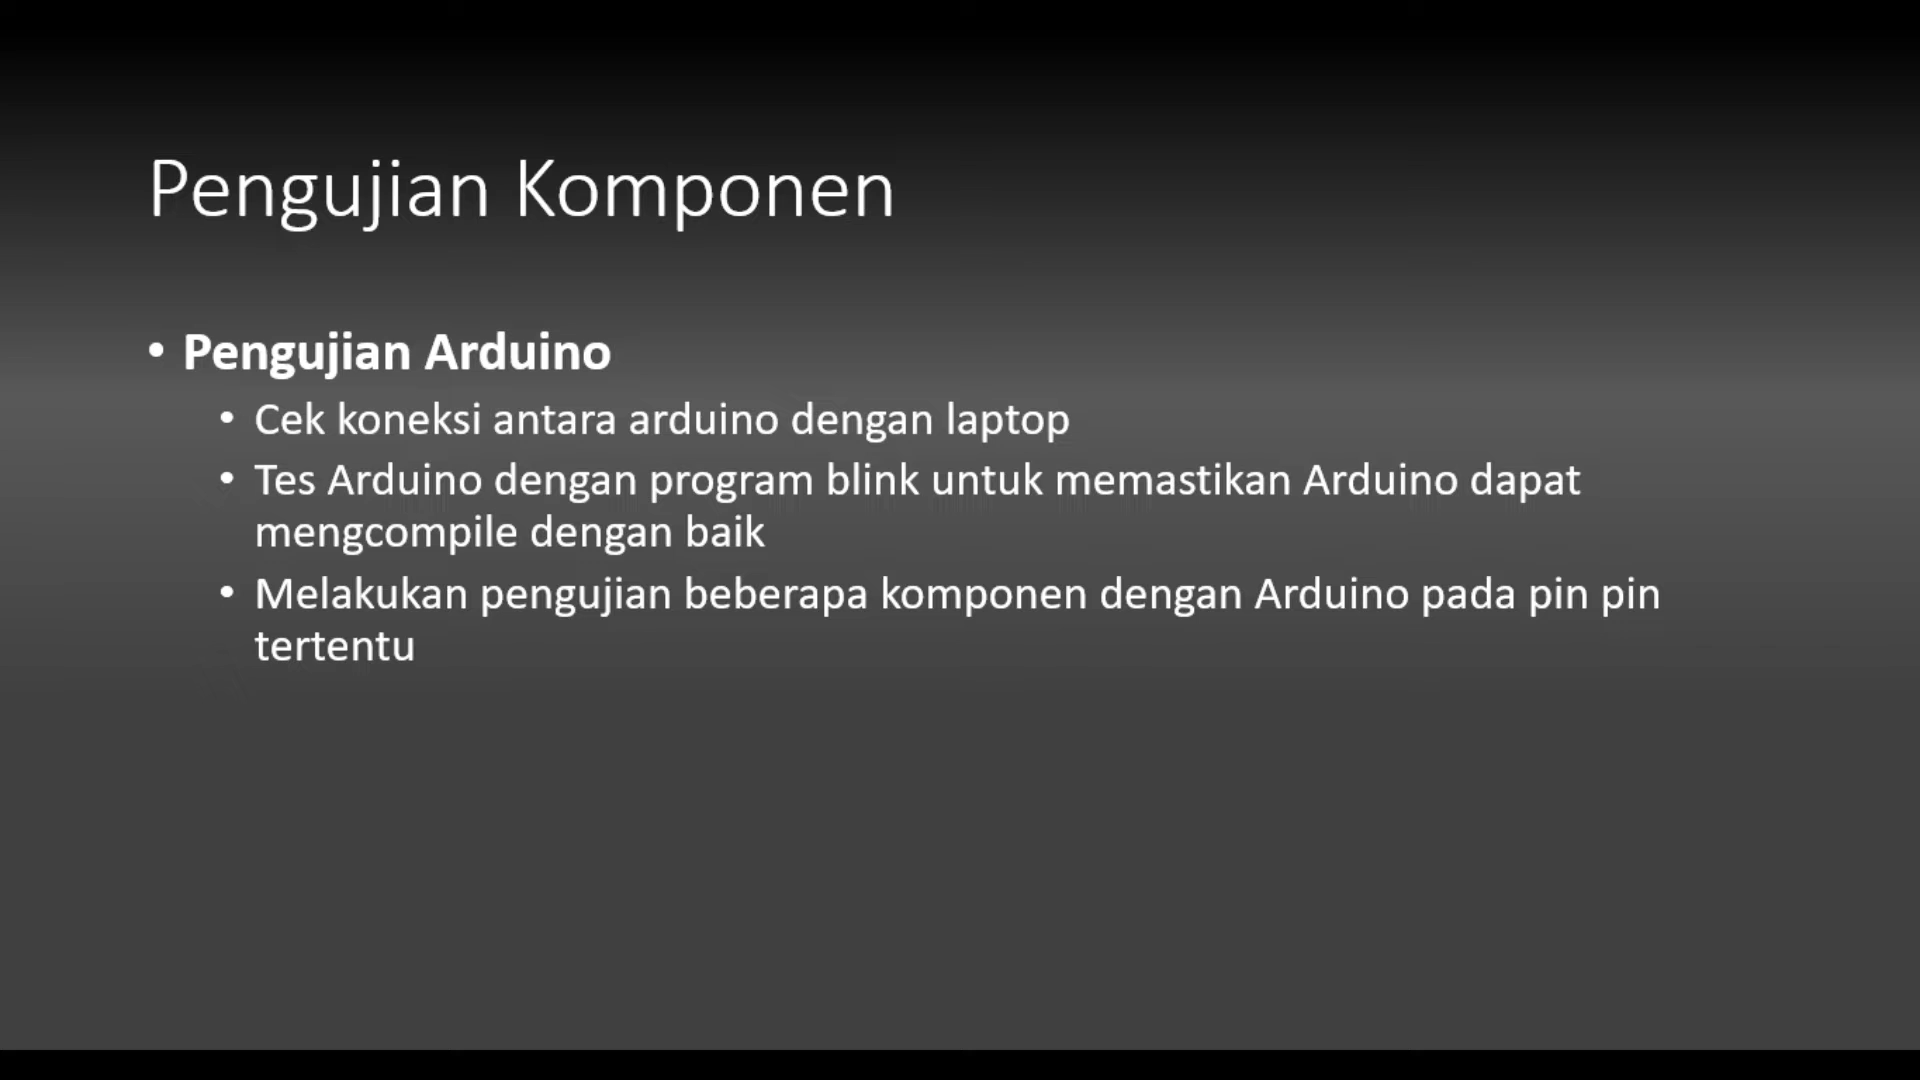 Pengujian Komponen
• Pengujian Arduino
• Cek koneksi antara arduino dengan laptop
• Tes Arduino dengan program blink untuk memastikan Arduino dapat
mengcompile dengan baik
• Melakukan pengujian beberapa komponen dengan Arduino pada pin pin
tertentu